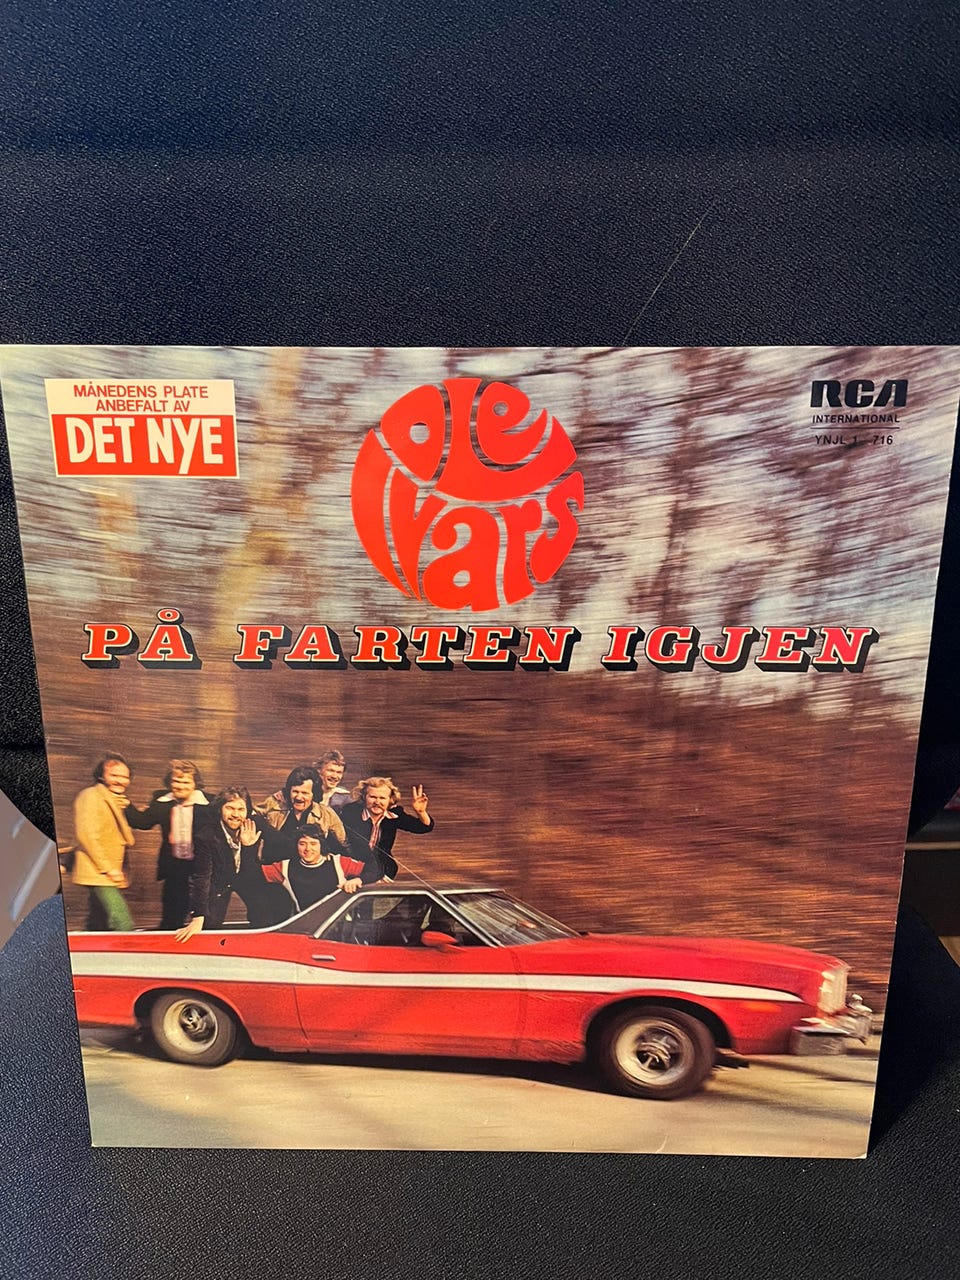 MÅNEDENS PLATE
ANBEFALT AV
DET NYE
ole ivars
RCA
INTERNATIONAL
YNJL 1 - 716
PÅ FARTEN IGJEN